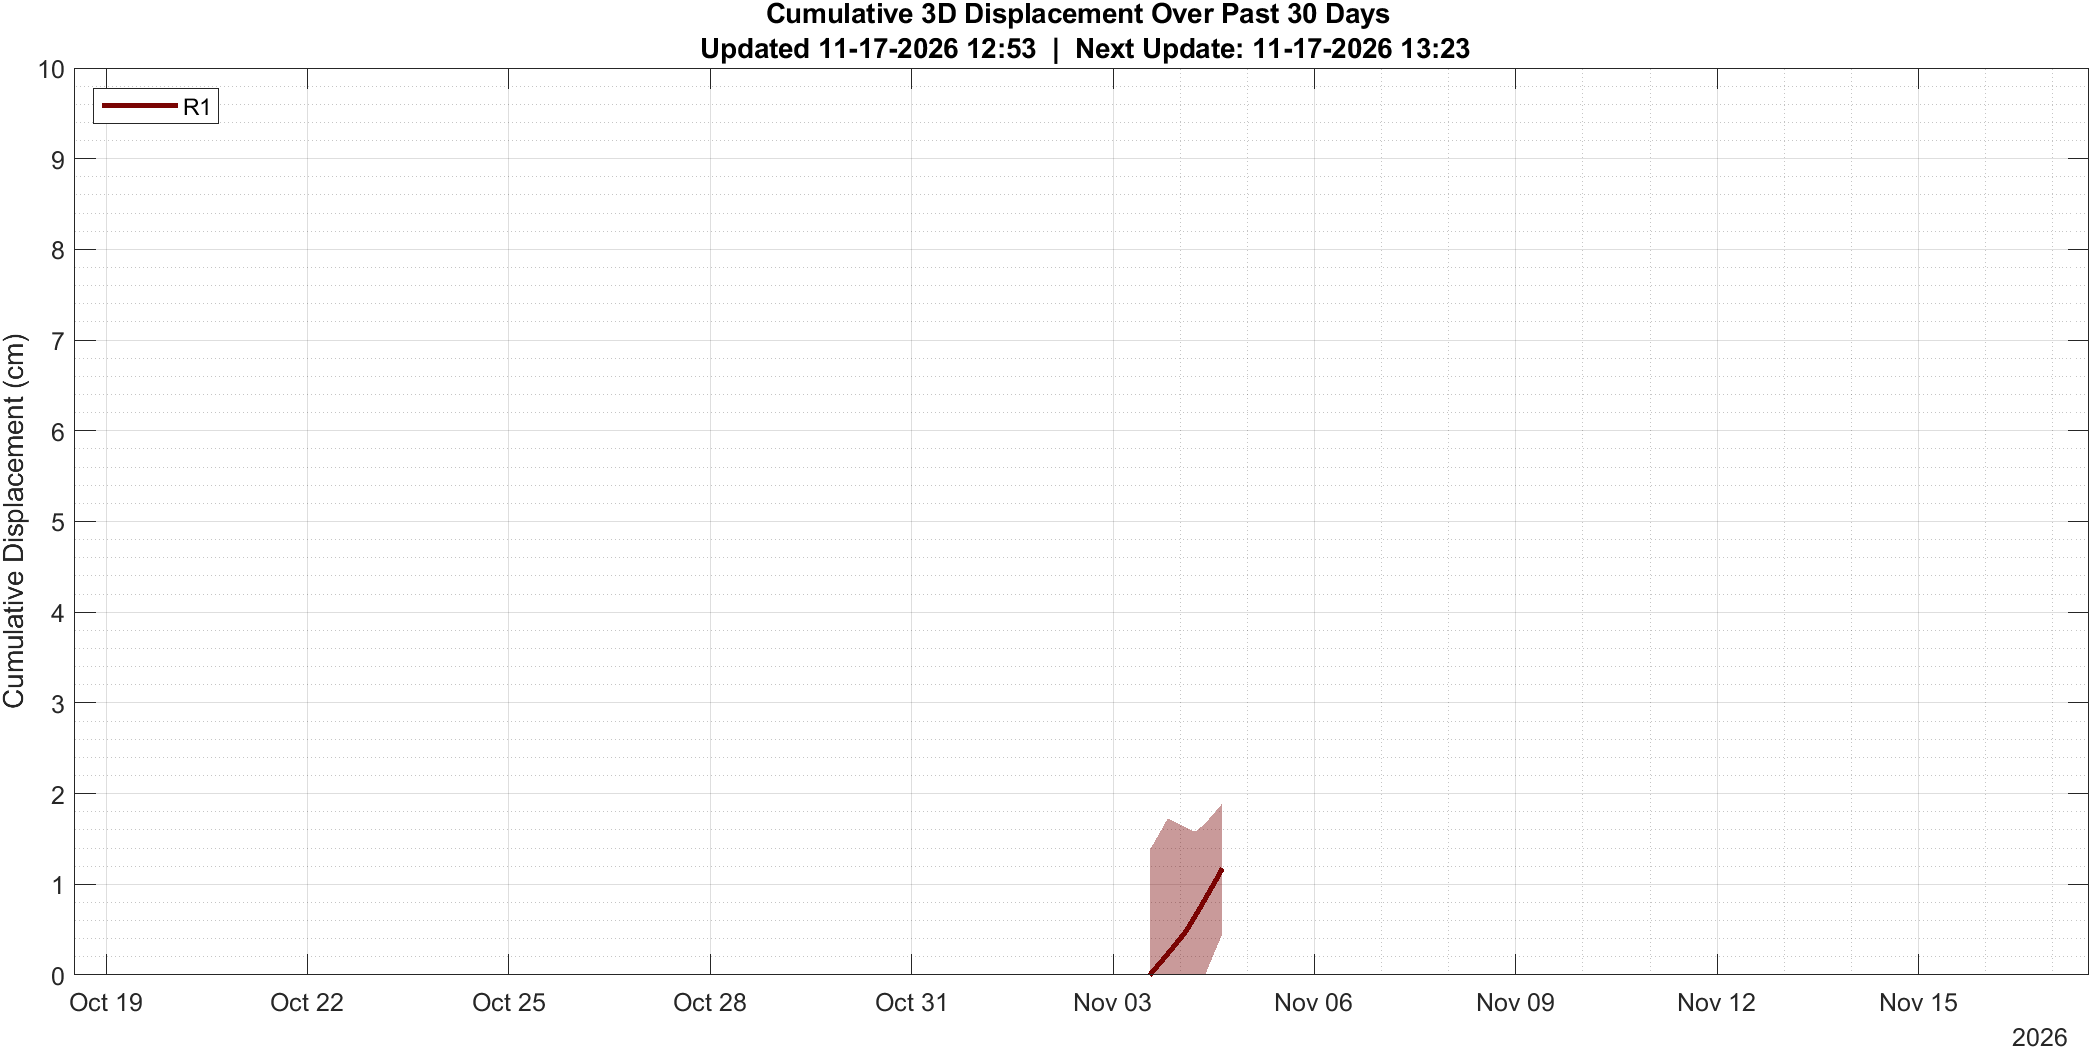 Cumulative 3D Displacement Over Past 30 Days
Updated 11-17-2026 12:53 | Next Update: 11-17-2026 13:23
R1
Cumulative Displacement (cm)
10
9
8
7
6
5
4
3
2
1
0
Oct 19 Oct 22 Oct 25 Oct 28 Oct 31 Nov 03 Nov 06 Nov 09 Nov 12 Nov 15
2026